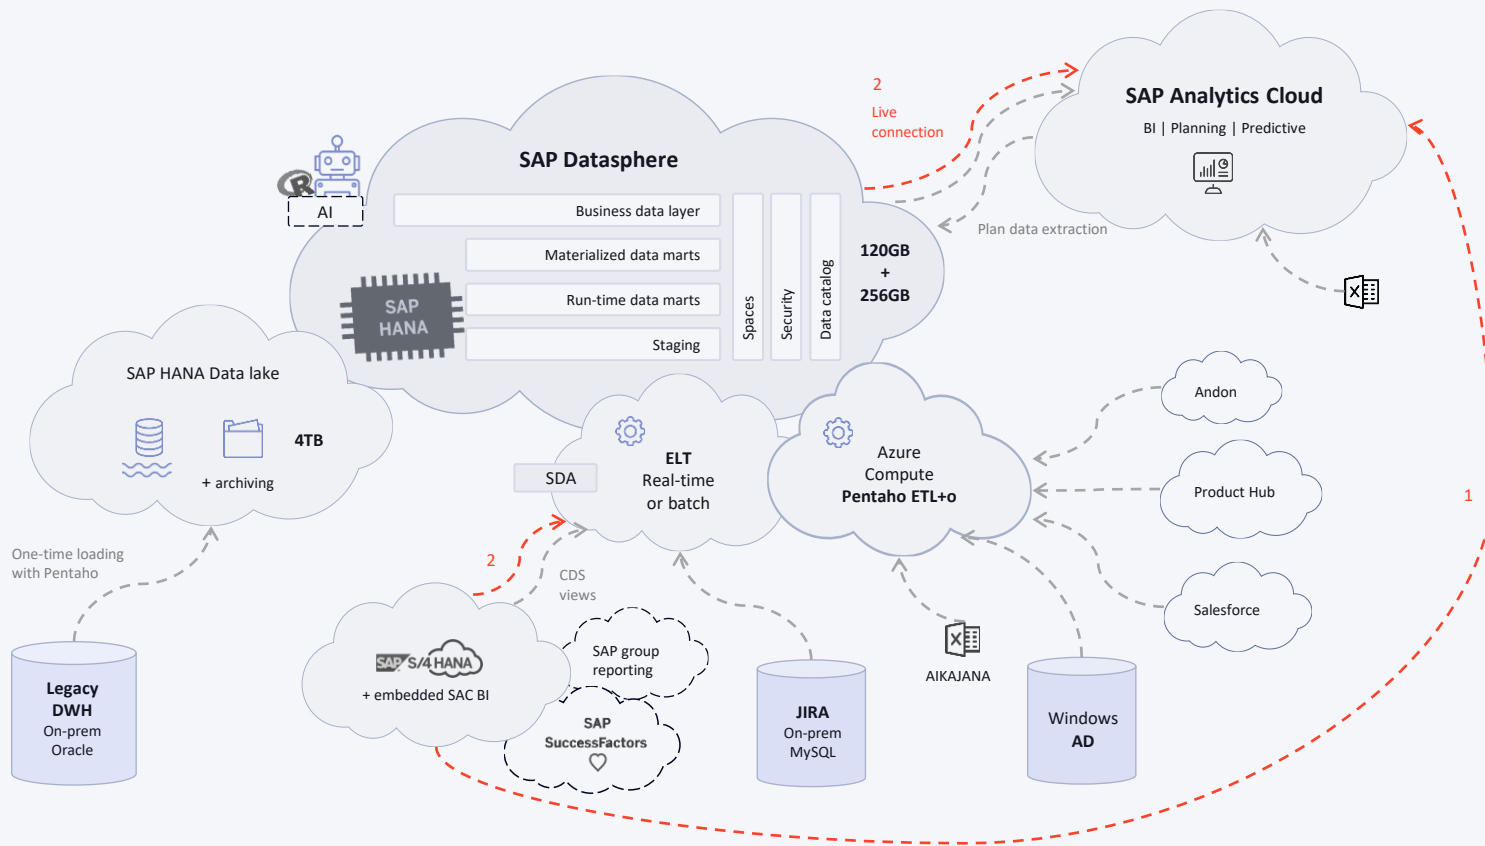 2
Live
connection
SAP Analytics Cloud
BI | Planning | Predictive
SAP Datasphere
R
AI
Business data layer
Materialized data marts
Run-time data marts
Staging
Spaces
Security
Data catalog
120GB
+
256GB
SAP
HANA
Plan data extraction
X
SAP HANA Data lake
4TB
+ archiving
SDA
ELT
Real-time
or batch
Azure
Compute
Pentaho ETL+o
Andon
Product Hub
Salesforce
1
One-time loading
with Pentaho
2
CDS
views
SAP S/4HANA
+ embedded SAC BI
SAP group
reporting
SAP
SuccessFactors
Legacy
DWH
On-prem
Oracle
JIRA
On-prem
MySQL
X
AIKAJANA
Windows
AD